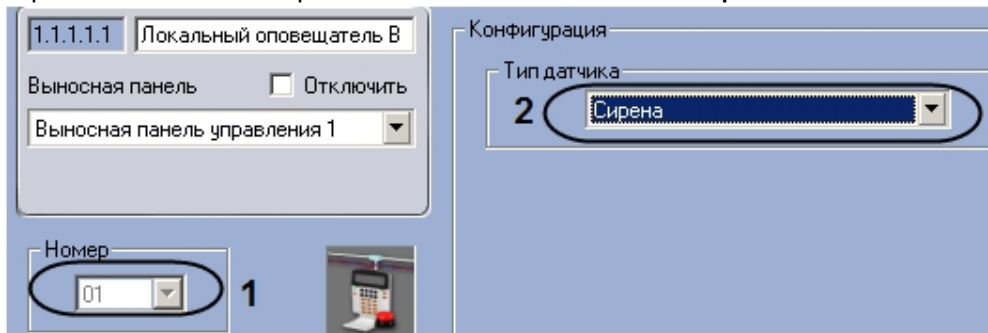 1.1.1.1.1 Локальный оповещатель В
Выносная панель Отключить
Выносная панель управления 1
Номер
01 1
Конфигурация
Тип датчика
2 Сирена